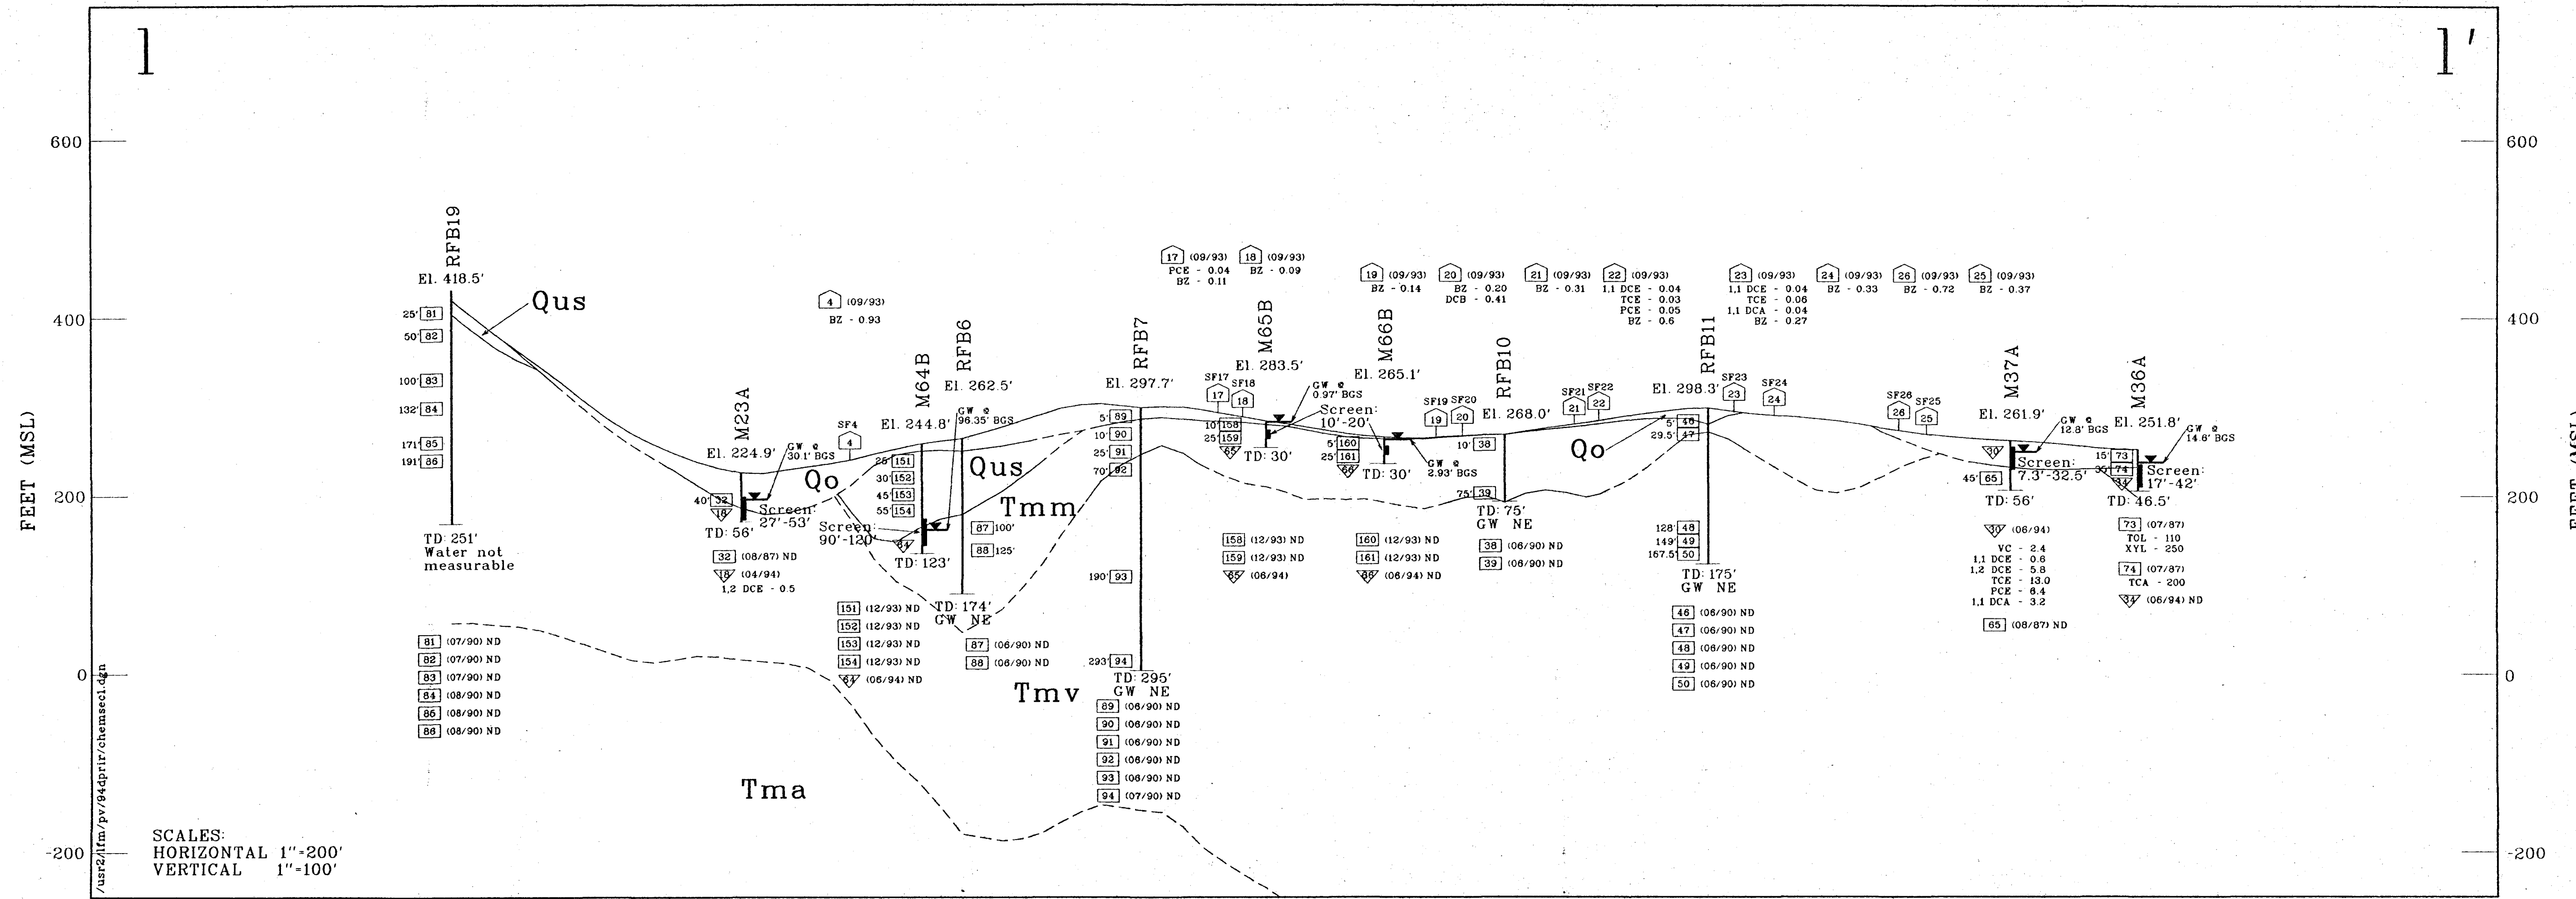 1
1'
600
400
200
0
-200
600
400
200
0
-200
FEET (MSL)
RFB19
El. 418.5'
Qus
25' 81
50' 82
100' 83
132' 84
171' 85
191' 86
TD: 251'
Water not
measurable
81 (07/90) ND
82 (07/90) ND
83 (07/90) ND
84 (08/90) ND
85 (08/90) ND
86 (08/90) ND
M23A
El. 224.9'
GW @
30.1' BGS
40' 32
Screen:
27'-53'
TD: 56'
32 (08/87) ND
(04/94)
1,2 DCE - 0.5
4 (09/93)
BZ - 0.93
SF4
4
Qo
M64B
El. 244.8'
25' 151
30' 152
45' 153
55' 154
Screen:
90'-120'
64
TD: 123'
151 (12/93) ND
152 (12/93) ND
153 (12/93) ND
154 (12/93) ND
64 (06/94) ND
RFB6
El. 262.5'
GW @
96.35' BGS
Qus
Tmm
87 100'
88 125'
TD: 174'
GW NE
87 (06/90) ND
88 (06/90) ND
Tmv
Tma
RFB7
El. 297.7'
5' 89
10' 90
25' 91
70' 92
190' 93
293' 94
TD: 295'
GW NE
89 (06/90) ND
90 (06/90) ND
91 (06/90) ND
92 (06/90) ND
93 (06/90) ND
94 (07/90) ND
17 (09/93)
PCE - 0.04
BZ - 0.11
18 (09/93)
BZ - 0.09
SF17
17
SF18
18
M65B
El. 283.5'
GW @
0.97' BGS
Screen:
10'-20'
10' 158
25' 159
65
TD: 30'
158 (12/93) ND
159 (12/93) ND
65 (06/94)
19 (09/93)
BZ - 0.14
20 (09/93)
BZ - 0.20
DCB - 0.41
M66B
El. 265.1'
5' 160
25' 161
66
GW @
2.93' BGS
TD: 30'
160 (12/93) ND
161 (12/93) ND
66 (06/94) ND
SF19
19
SF20
20
RFB10
El. 268.0'
10' 38
75' 39
TD: 75'
GW NE
38 (06/90) ND
39 (06/90) ND
21 (09/93)
BZ - 0.31
22 (09/93)
1,1 DCE - 0.04
TCE - 0.03
PCE - 0.05
BZ - 0.6
SF21
21
SF22
22
Qo
RFB11
El. 298.3'
5' 46
29.5' 47
128' 48
149' 49
167.5' 50
TD: 175'
GW NE
46 (06/90) ND
47 (06/90) ND
48 (06/90) ND
49 (06/90) ND
50 (06/90) ND
23 (09/93)
1,1 DCE - 0.04
TCE - 0.06
1,1 DCA - 0.04
BZ - 0.27
24 (09/93)
BZ - 0.33
26 (09/93)
BZ - 0.72
25 (09/93)
BZ - 0.37
SF23
23
SF24
24
SF26
26
SF25
25
M37A
El. 261.9'
GW @
12.8' BGS
30
Screen:
7.3'-32.5'
45' 65
TD: 56'
30 (06/94)
VC - 2.4
1,1 DCE - 0.6
1,2 DCE - 5.8
TCE - 13.0
PCE - 6.4
1,1 DCA - 3.2
65 (08/87) ND
M36A
El. 251.8'
GW @
14.6' BGS
15' 73
35' 74
34
Screen:
17'-42'
TD: 46.5'
73 (07/87)
TOL - 110
XYL - 250
74 (07/87)
TCA - 200
34 (06/94) ND
SCALES:
HORIZONTAL 1"=200'
VERTICAL 1"=100'
/usr2/lfm/pv/94dprir/chemsec1.dgn